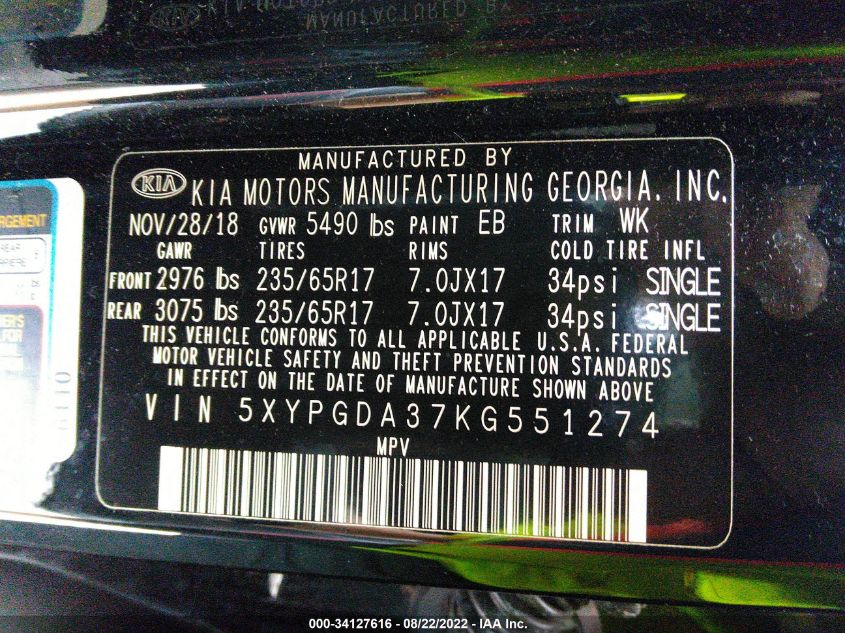 MANUFACTURED BY
KIA KIA MOTORS MANUFACTURING GEORGIA, INC.
NOV/28/18 GVWR 5490 lbs PAINT EB TRIM WK
GAWR TIRES RIMS COLD TIRE INFL
FRONT 2976 lbs 235/65R17 7.0JX17 34psi SINGLE
REAR 3075 lbs 235/65R17 7.0JX17 34psi SINGLE
THIS VEHICLE CONFORMS TO ALL APPLICABLE U.S.A. FEDERAL
MOTOR VEHICLE SAFETY AND THEFT PREVENTION STANDARDS
IN EFFECT ON THE DATE OF MANUFACTURE SHOWN ABOVE
VIN 5XYPGDA37KG551274
MPV
000-34127616 - 08/22/2022 - IAA Inc.